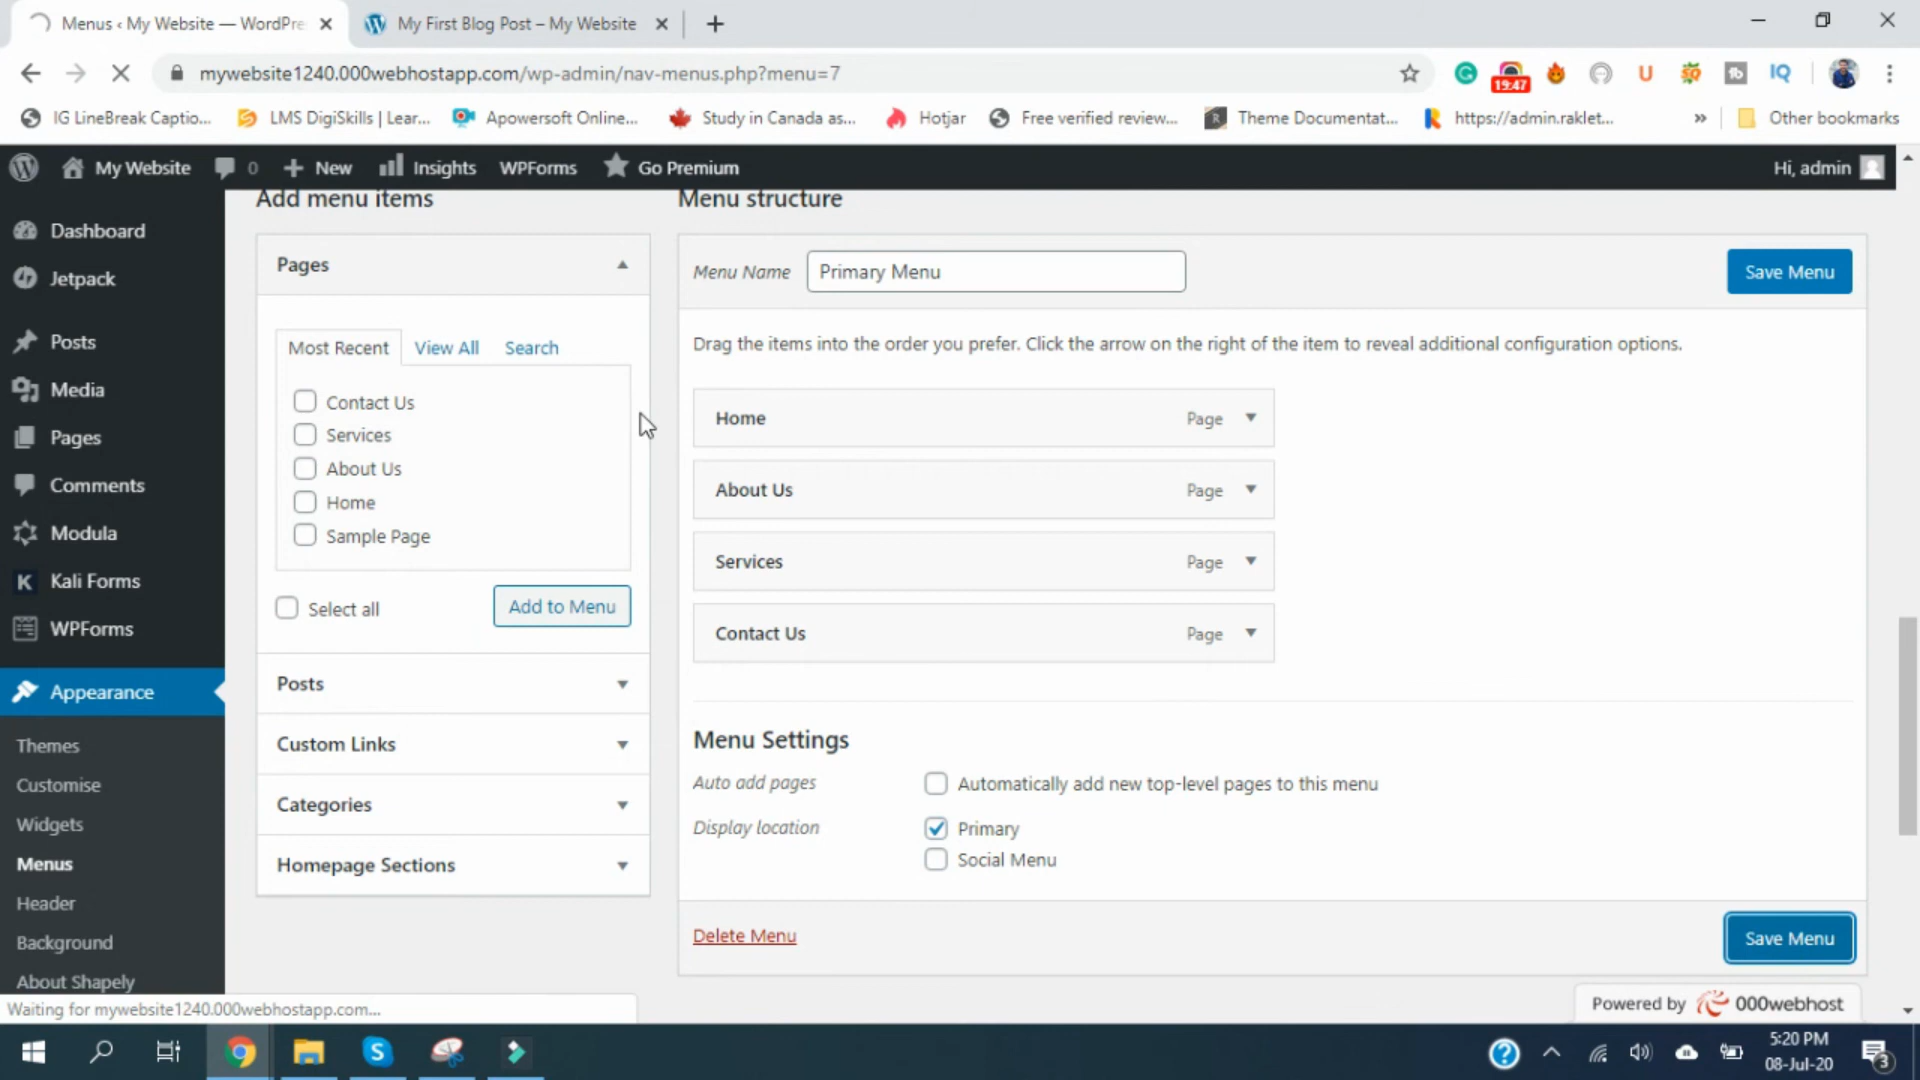 Menus ‹ My Website — WordPre
My First Blog Post – My Website
mywebsite1240.000webhostapp.com/wp-admin/nav-menus.php?menu=7
19:47
U
tb
IQ
IG LineBreak Captio...
LMS DigiSkills | Lear...
Apowersoft Online...
Study in Canada as...
Hotjar
Free verified review...
Theme Documentat...
https://admin.raklet...
»
Other bookmarks
My Website
0
New
Insights
WPForms
Go Premium
Hi, admin
Dashboard
Jetpack
Posts
Media
Pages
Comments
Modula
Kali Forms
WPForms
Appearance
Themes
Customise
Widgets
Menus
Header
Background
About Shapely
Add menu items
Pages
Most Recent
View All
Search
Contact Us
Services
About Us
Home
Sample Page
Select all
Add to Menu
Posts
Custom Links
Categories
Homepage Sections
Menu structure
Menu Name
Primary Menu
Save Menu
Drag the items into the order you prefer. Click the arrow on the right of the item to reveal additional configuration options.
Home Page
About Us Page
Services Page
Contact Us Page
Menu Settings
Auto add pages
Automatically add new top-level pages to this menu
Display location
Primary
Social Menu
Delete Menu
Save Menu
Waiting for mywebsite1240.000webhostapp.com...
Powered by 000webhost
5:20 PM
08-Jul-20
3